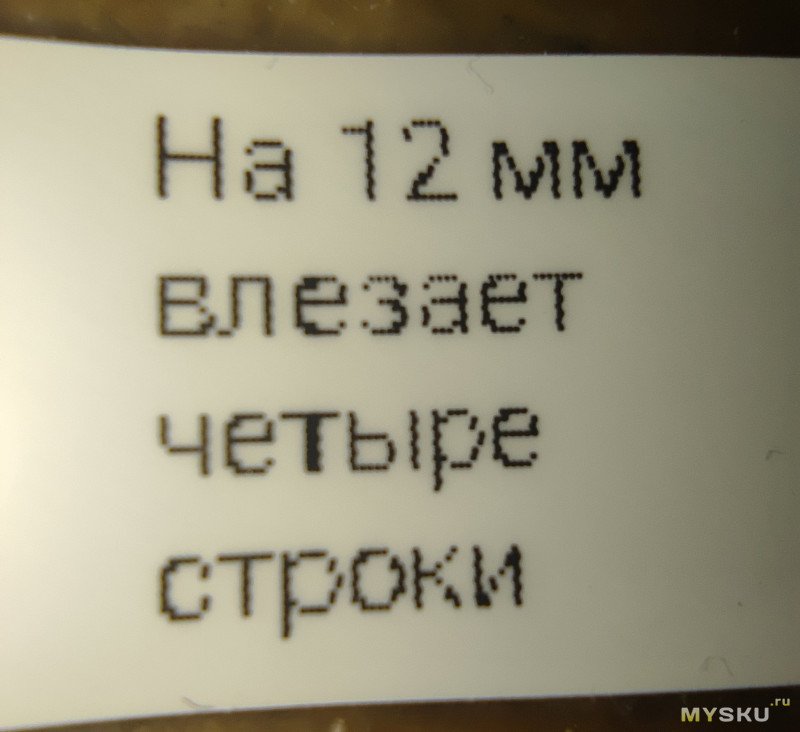 На 12 мм
влезает
четыре
строки
MYSKU.ru